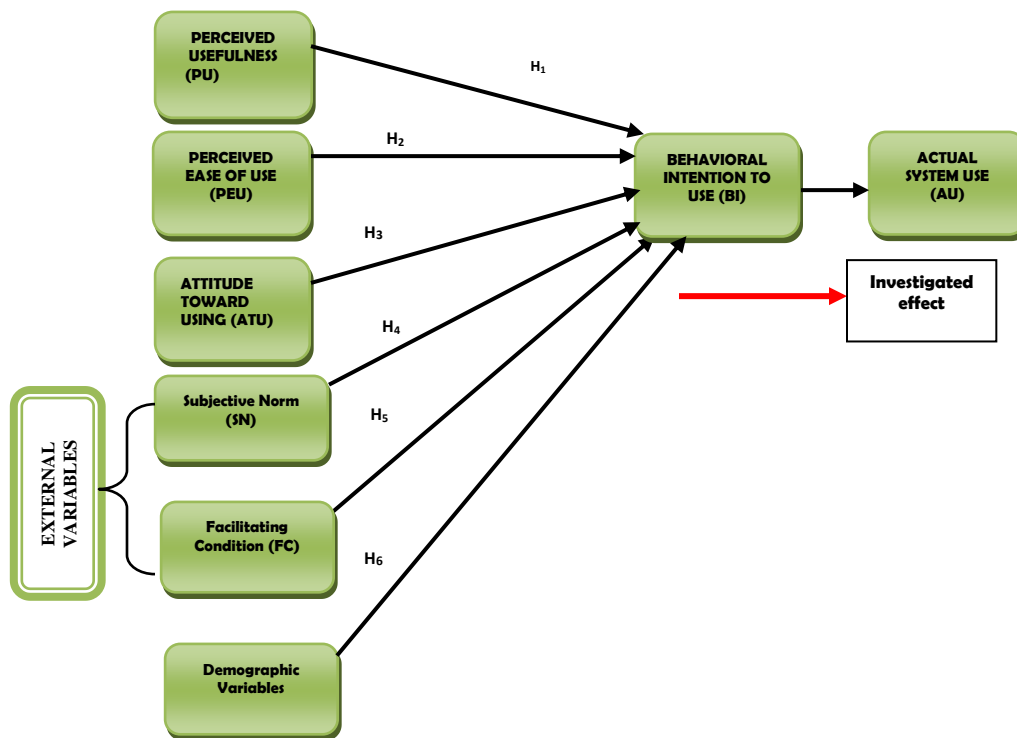 PERCEIVED
USEFULNESS
(PU)
H1
PERCEIVED
EASE OF USE
(PEU)
H2
BEHAVIORAL
INTENTION TO
USE (BI)
ACTUAL
SYSTEM USE
(AU)
H3
ATTITUDE
TOWARD
USING (ATU)
Investigated
effect
H4
Subjective Norm
(SN)
H5
EXTERNAL
VARIABLES
Facilitating
Condition (FC)
H6
Demographic
Variables